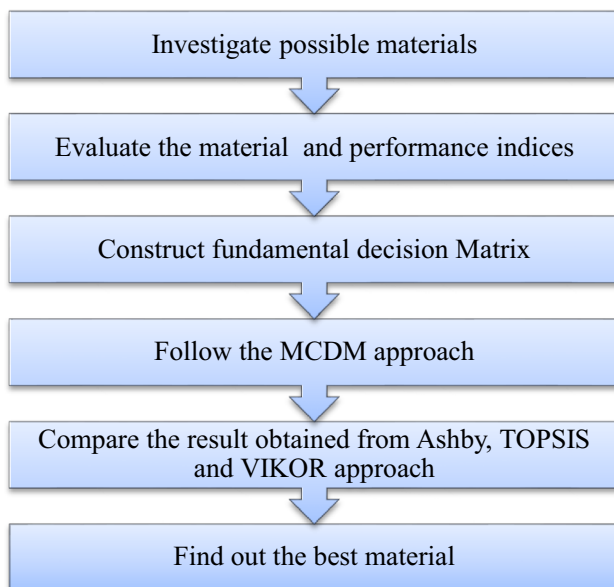 Investigate possible materials
Evaluate the material and performance indices
Construct fundamental decision Matrix
Follow the MCDM approach
Compare the result obtained from Ashby, TOPSIS
and VIKOR approach
Find out the best material